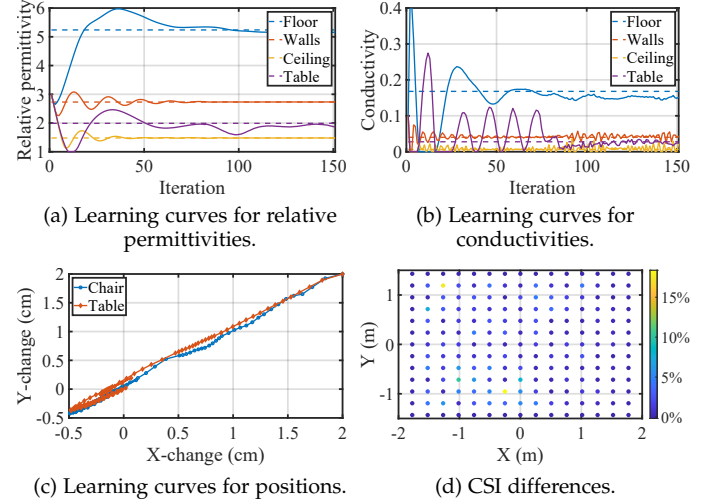 Relative permittivity
6
5
4
3
2
1
0
50
100
150
Iteration
Floor
Walls
Ceiling
Table
(a) Learning curves for relative
permittivities.
Conductivity
0.4
0.3
0.2
0.1
0
0
50
100
150
Iteration
Floor
Walls
Ceiling
Table
(b) Learning curves for
conductivities.
Y-change (cm)
2
1.5
1
0.5
0
-0.5
-0.5
0
0.5
1
1.5
2
X-change (cm)
Chair
Table
(c) Learning curves for positions.
Y (m)
1
0
-1
-2
-1
0
1
2
X (m)
15%
10%
5%
0%
(d) CSI differences.